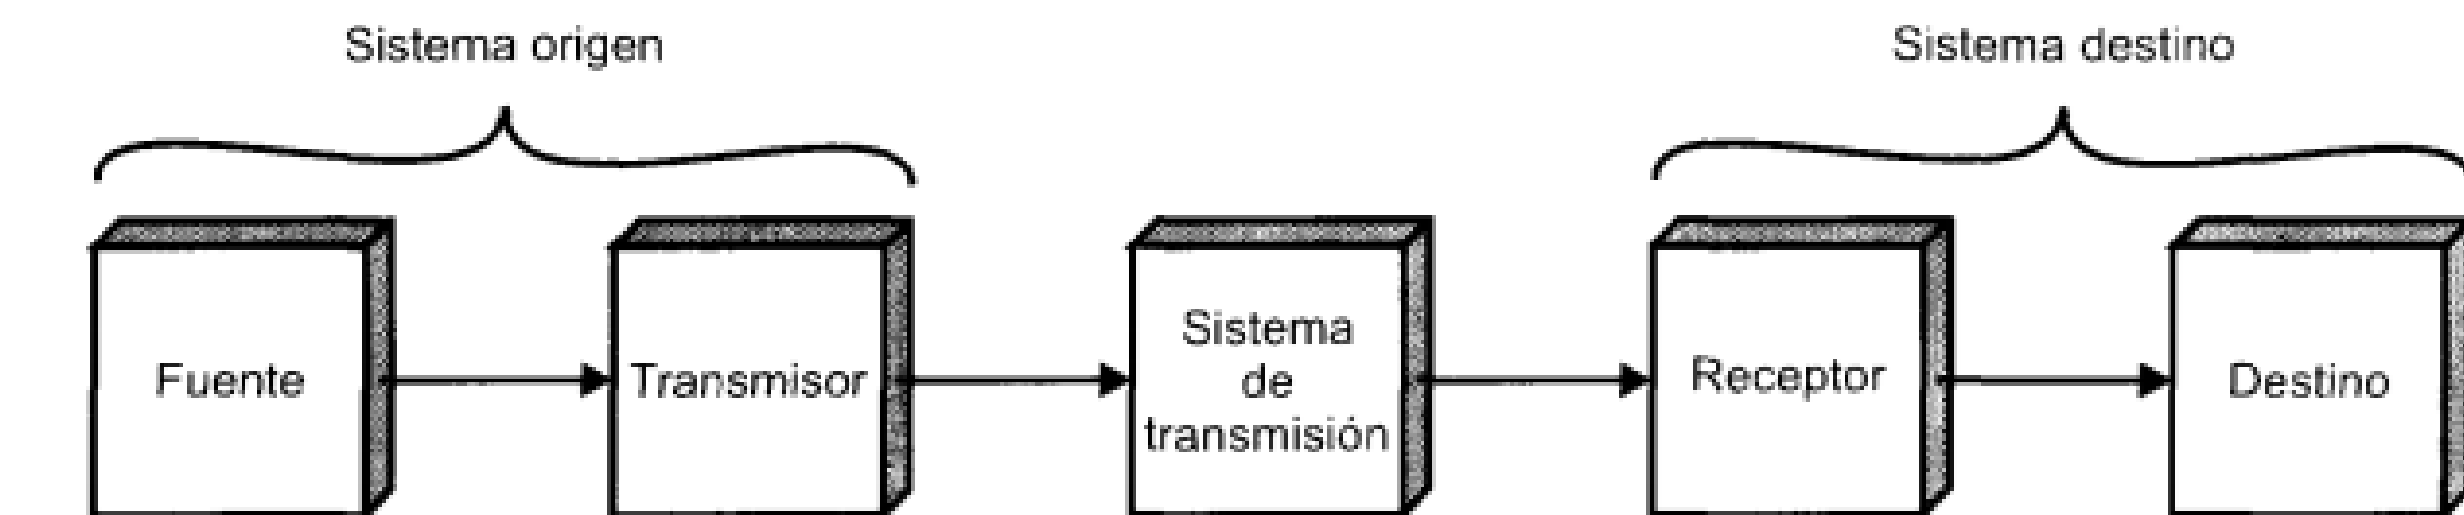 Sistema origen
Sistema destino
Fuente
Transmisor
Sistema
de
transmisión
Receptor
Destino